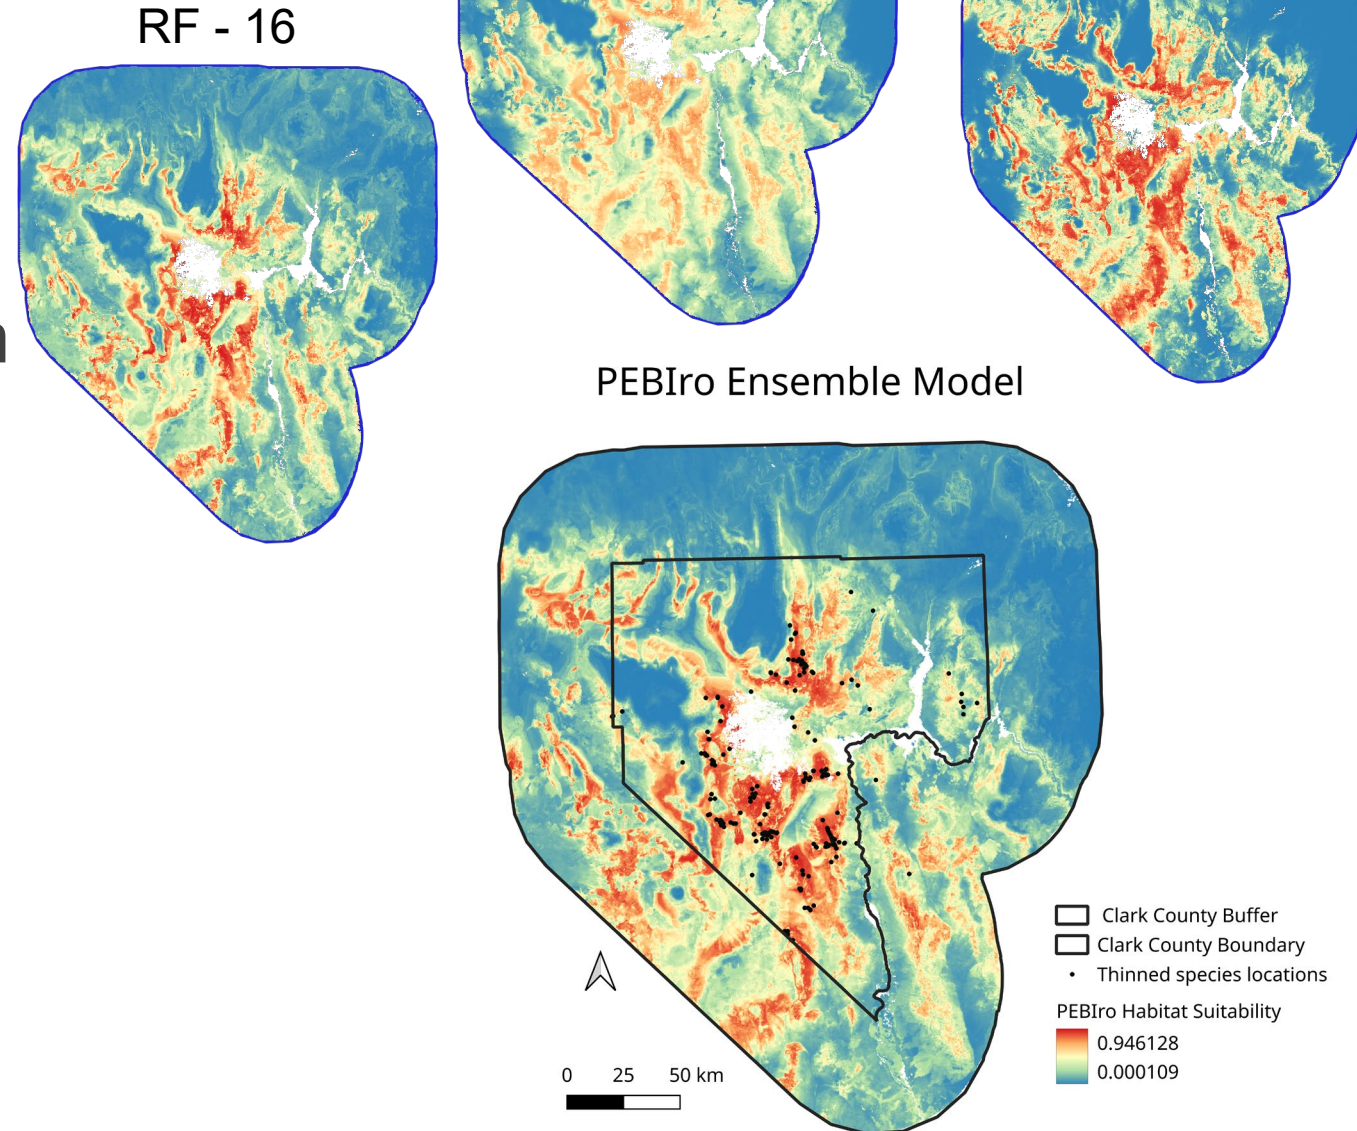 RF - 16
PEBIro Ensemble Model
Clark County Buffer
Clark County Boundary
Thinned species locations
PEBIro Habitat Suitability
0.946128
0.000109
0 25 50 km